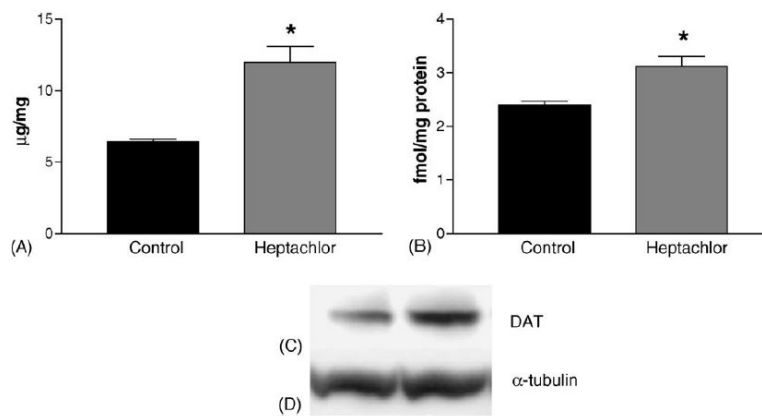 15
*
10
µg/mg
5
0
(A)
Control
Heptachlor
4
*
3
fmol/mg protein
2
1
0
(B)
Control
Heptachlor
(C)
DAT
(D)
α-tubulin